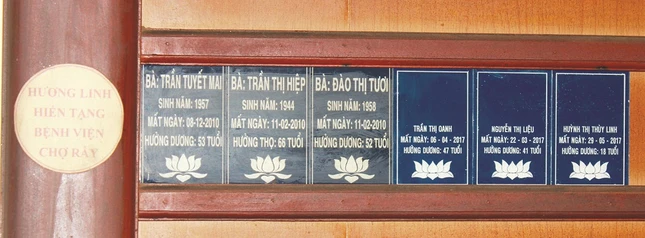 HƯƠNG LINH
HIẾN TẠNG
BỆNH VIỆN
CHỢ RẪY
BÀ: TRẦN TUYẾT MAI
SINH NĂM: 1957
MẤT NGÀY: 08-12-2010
HƯỞNG DƯƠNG: 53 TUỔI
BÀ: TRẦN THỊ HIỆP
SINH NĂM: 1944
MẤT NGÀY: 11-02-2010
HƯỞNG THỌ: 66 TUỔI
BÀ: ĐÀO THỊ TƯƠI
SINH NĂM: 1958
MẤT NGÀY: 11-02-2010
HƯỞNG DƯƠNG: 52 TUỔI
TRẦN THỊ OANH
MẤT NGÀY: 06 - 04 - 2017
HƯỞNG DƯƠNG: 47 TUỔI
NGUYỄN THỊ LIỆU
MẤT NGÀY: 22 - 03 - 2017
HƯỞNG DƯƠNG: 41 TUỔI
HUỲNH THỊ THÙY LINH
MẤT NGÀY: 29 - 05 - 2017
HƯỞNG DƯƠNG: 18 TUỔI